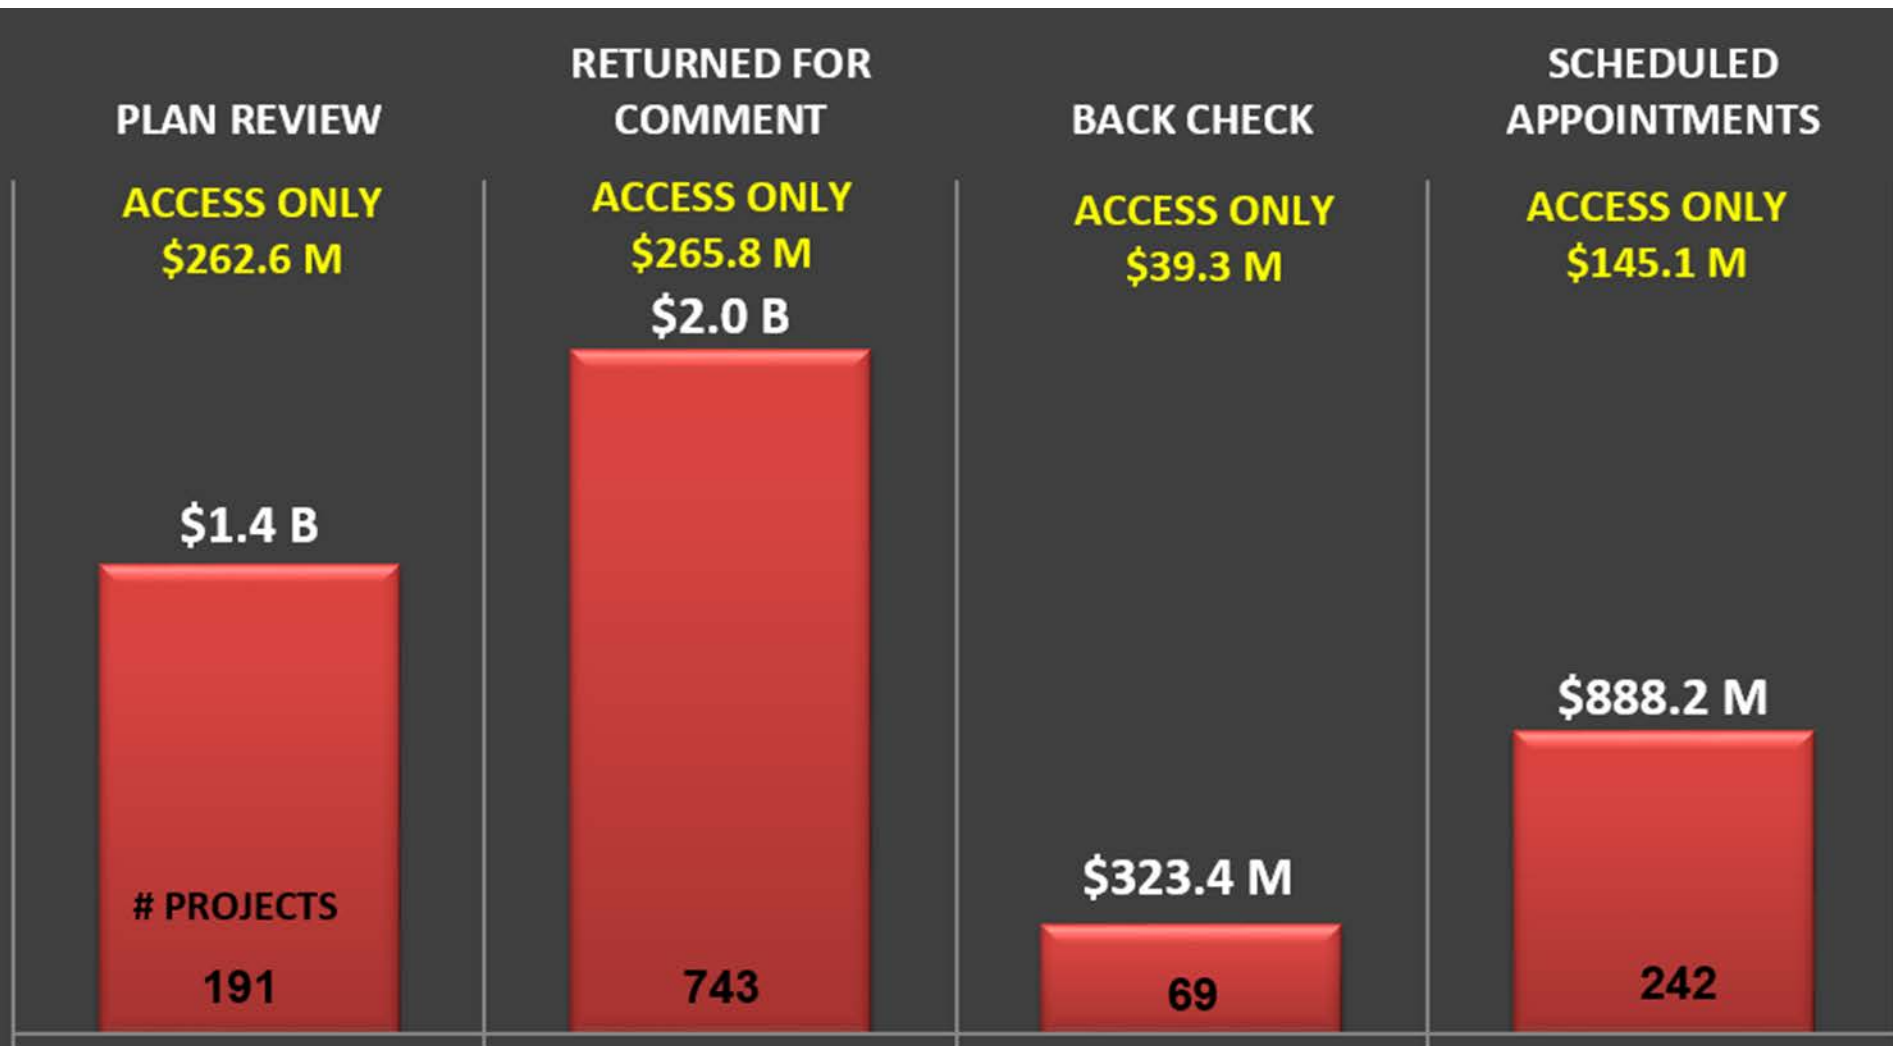 PLAN REVIEW
ACCESS ONLY
$262.6 M
$1.4 B
# PROJECTS
191
RETURNED FOR
COMMENT
ACCESS ONLY
$265.8 M
$2.0 B
743
BACK CHECK
ACCESS ONLY
$39.3 M
$323.4 M
69
SCHEDULED
APPOINTMENTS
ACCESS ONLY
$145.1 M
$888.2 M
242